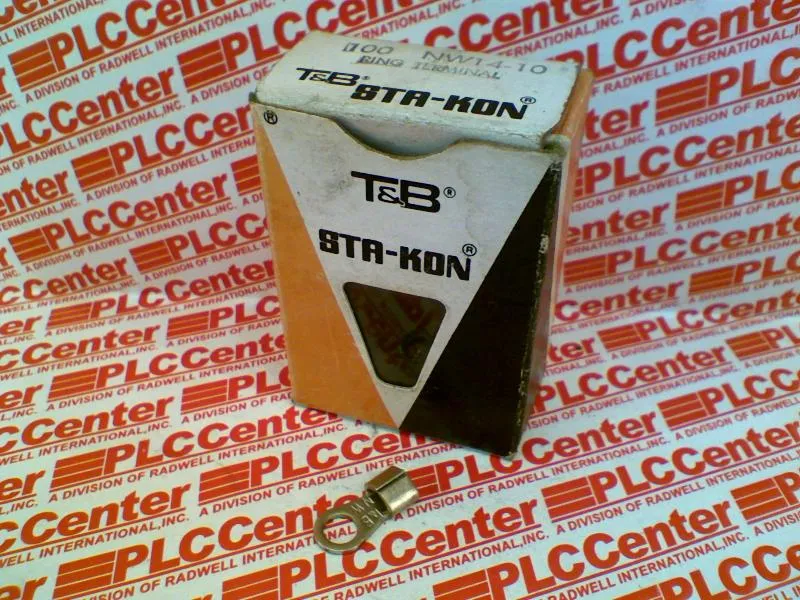 100 NW14-10
RING TERMINAL
T&B® STA-KON®
®
T&B®
STA-KON®
PLCCenter
A DIVISION OF RADWELL INTERNATIONAL,INC.